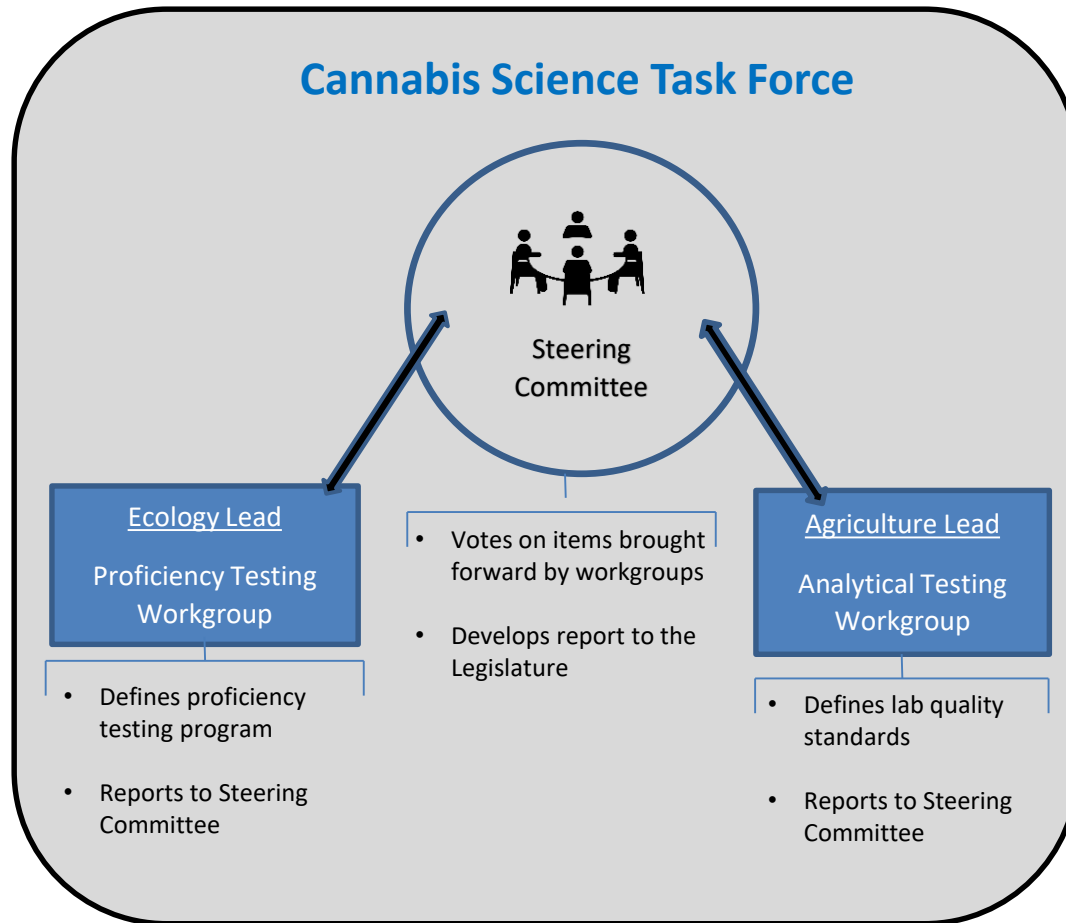 Cannabis Science Task Force
Steering
Committee
Ecology Lead
Proficiency Testing
Workgroup
• Defines proficiency
testing program
• Reports to Steering
Committee
• Votes on items brought
forward by workgroups
• Develops report to the
Legislature
Agriculture Lead
Analytical Testing
Workgroup
• Defines lab quality
standards
• Reports to Steering
Committee